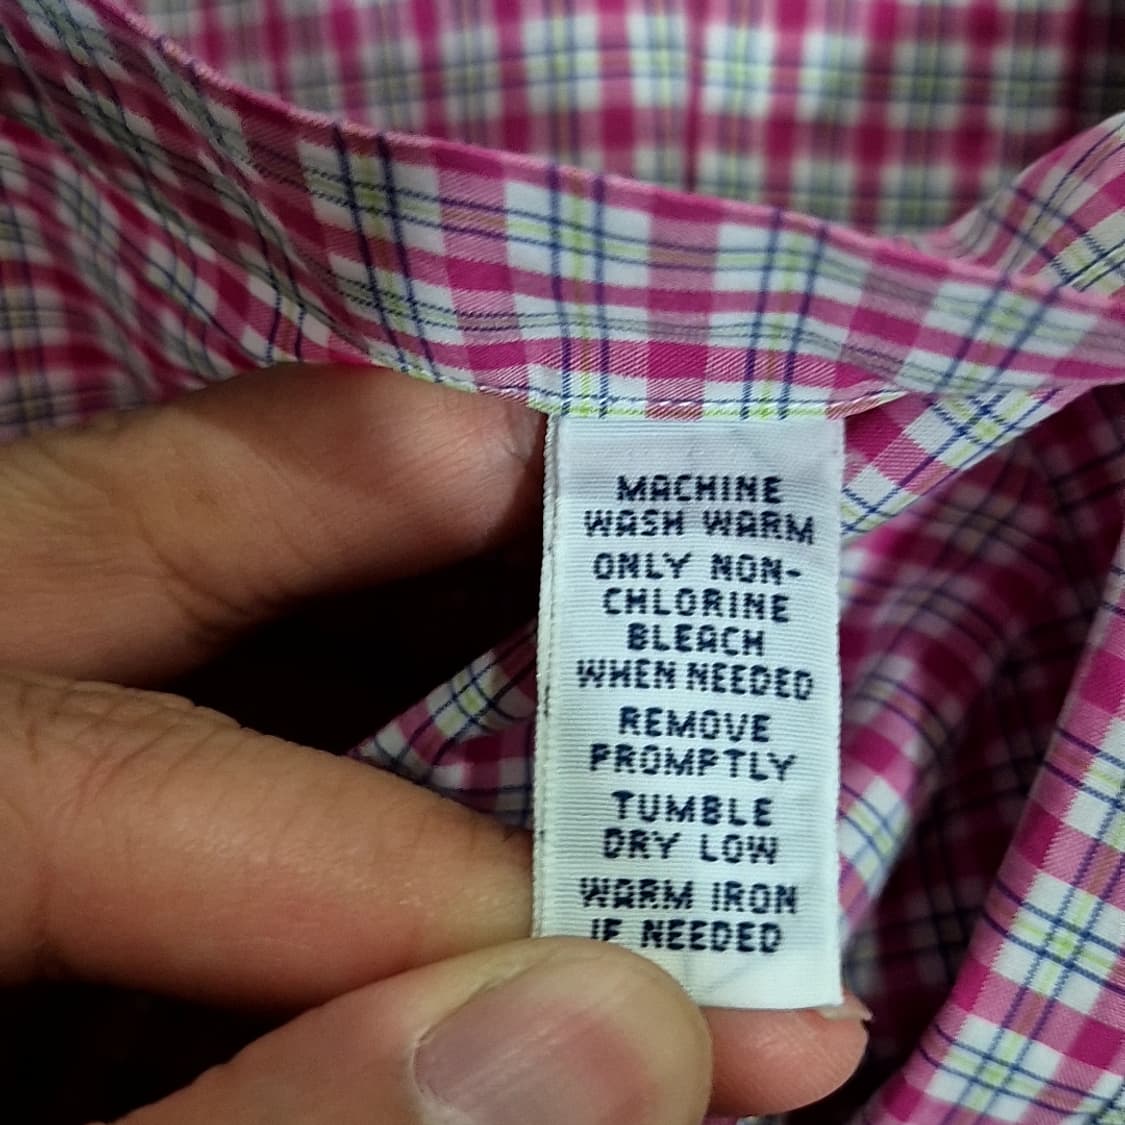 MACHINE
WASH WARM
ONLY NON-
CHLORINE
BLEACH
WHEN NEEDED
REMOVE
PROMPTLY
TUMBLE
DRY LOW
WARM IRON
IF NEEDED